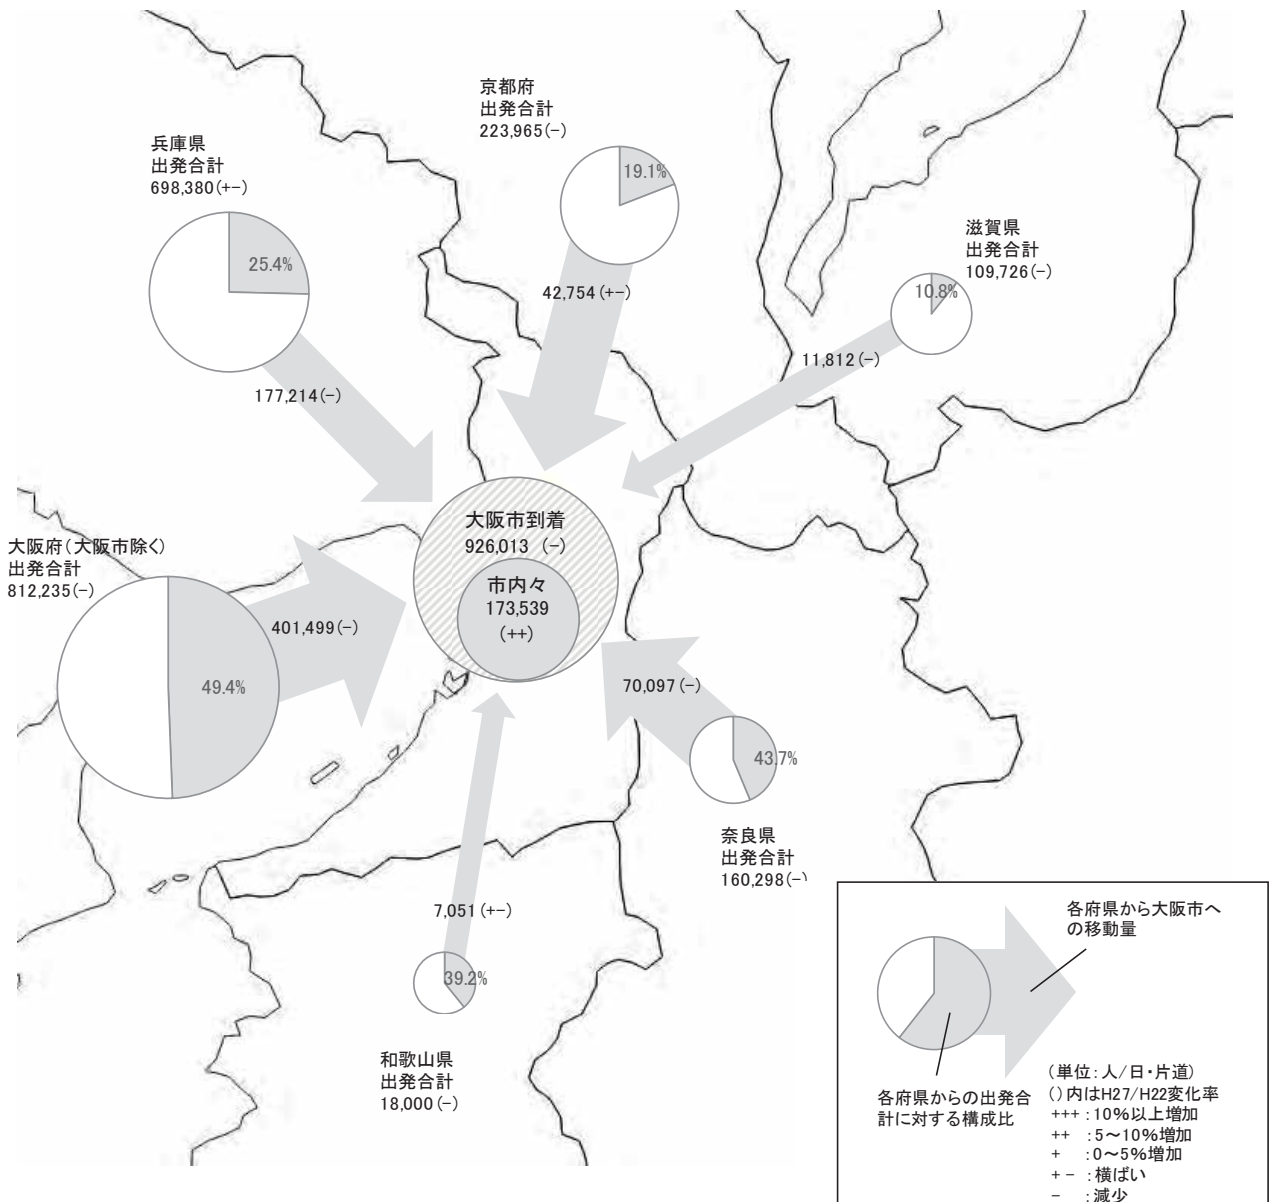 京都府
出発合計
223,965(-)
19.1%
兵庫県
出発合計
698,380(+-)
25.4%
滋賀県
出発合計
109,726(-)
10.8%
42,754(+-)
11,812(-)
177,214(-)
大阪市到着
926,013 (-)
市内々
173,539
(++)
大阪府(大阪市除く)
出発合計
812,235(-)
401,499(-)
49.4%
70,097(-)
43.7%
奈良県
出発合計
160,298(-)
7,051(+-)
39.2%
和歌山県
出発合計
18,000(-)
各府県から大阪市へ
の移動量
各府県からの出発合
計に対する構成比
(単位:人/日・片道)
()内はH27/H22変化率
+++ :10%以上増加
++ :5~10%増加
+ :0~5%増加
+- :横ばい
- :減少